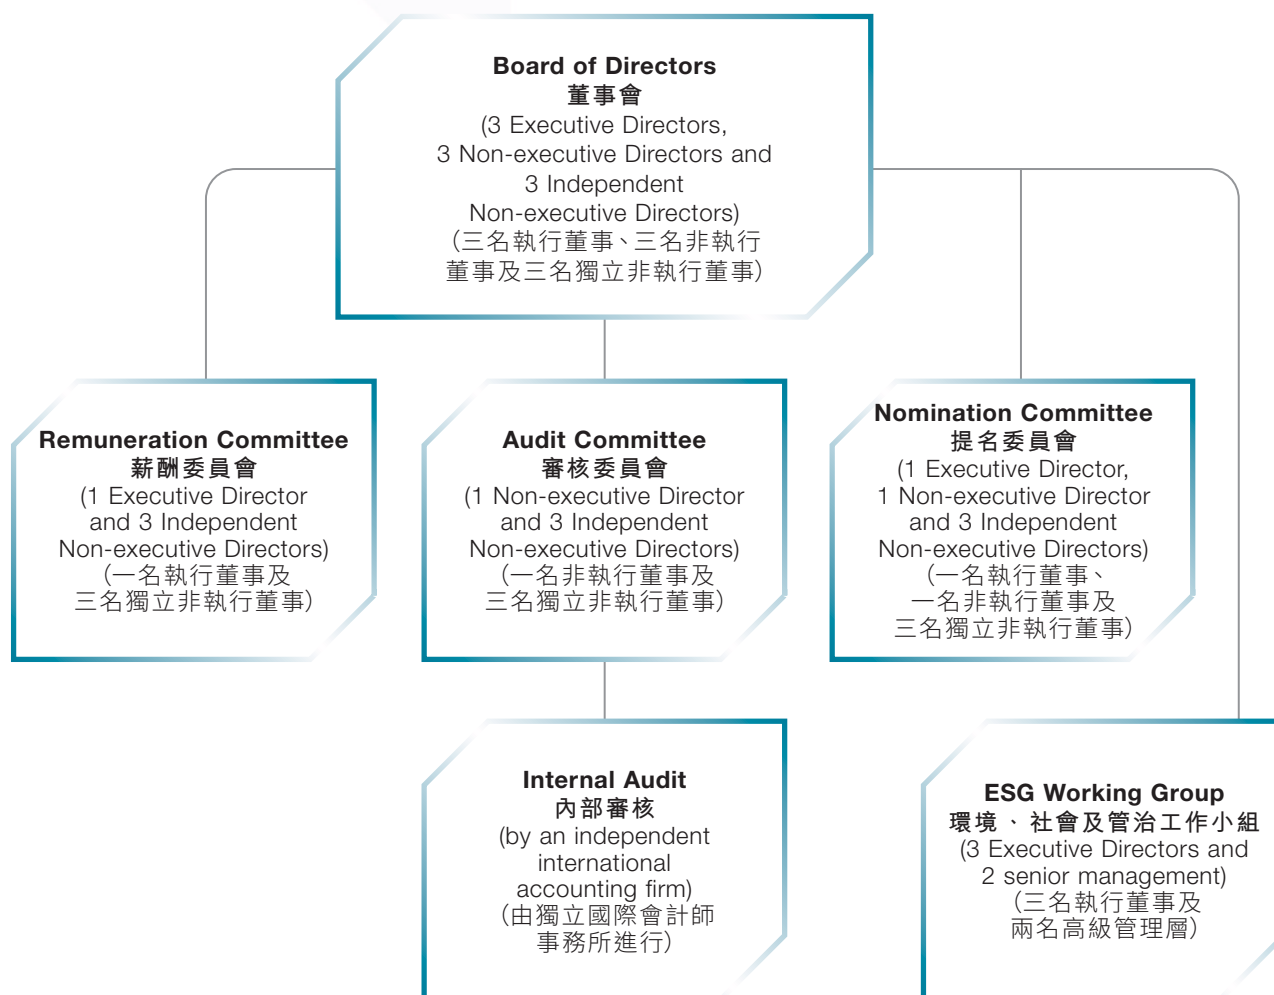 Board of Directors
董事會
(3 Executive Directors,
3 Non-executive Directors and
3 Independent
Non-executive Directors)
（三名執行董事、三名非執行
董事及三名獨立非執行董事）
Remuneration Committee
薪酬委員會
(1 Executive Director
and 3 Independent
Non-executive Directors)
（一名執行董事及
三名獨立非執行董事）
Audit Committee
審核委員會
(1 Non-executive Director
and 3 Independent
Non-executive Directors)
（一名非執行董事及
三名獨立非執行董事）
Nomination Committee
提名委員會
(1 Executive Director,
1 Non-executive Director
and 3 Independent
Non-executive Directors)
（一名執行董事、
一名非執行董事及
三名獨立非執行董事）
Internal Audit
內部審核
(by an independent
international
accounting firm)
（由獨立國際會計師
事務所進行）
ESG Working Group
環境、社會及管治工作小組
(3 Executive Directors and
2 senior management)
（三名執行董事及
兩名高級管理層）